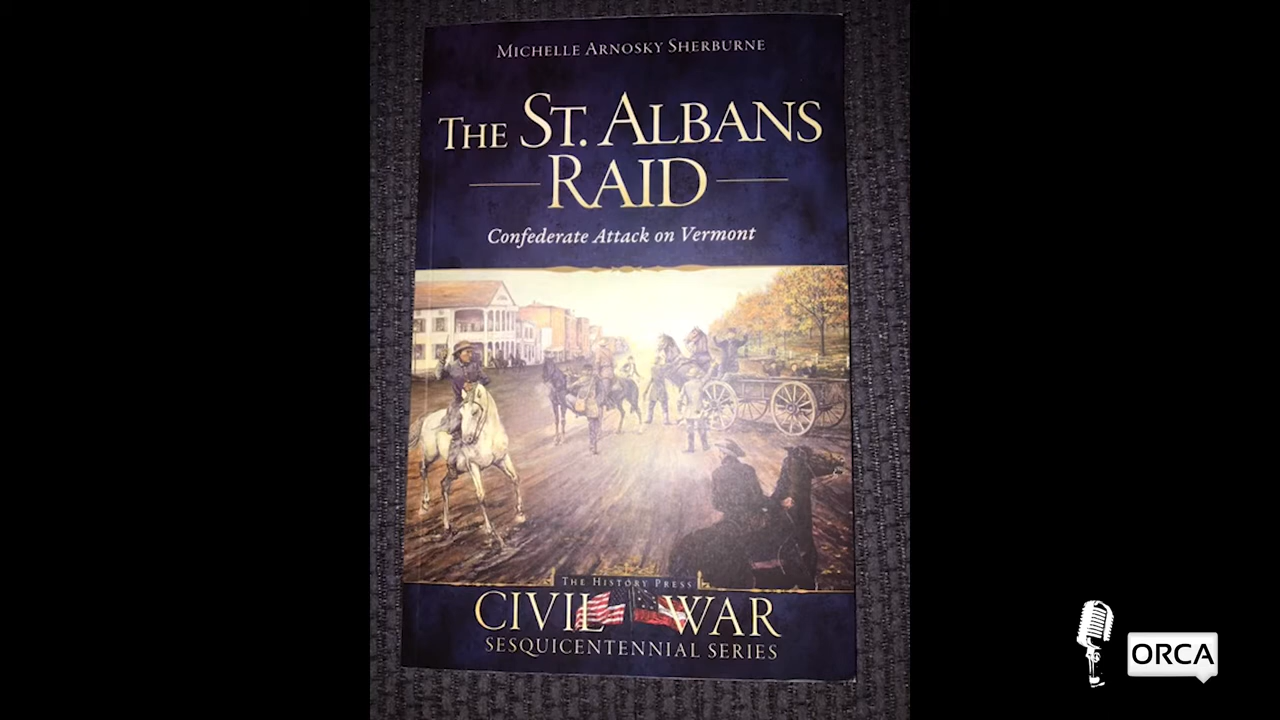 MICHELLE ARNOSKY SHERBURNE
THE ST. ALBANS
RAID
Confederate Attack on Vermont
THE HISTORY PRESS
CIVIL WAR
SESQUICENTENNIAL SERIES
ORCA